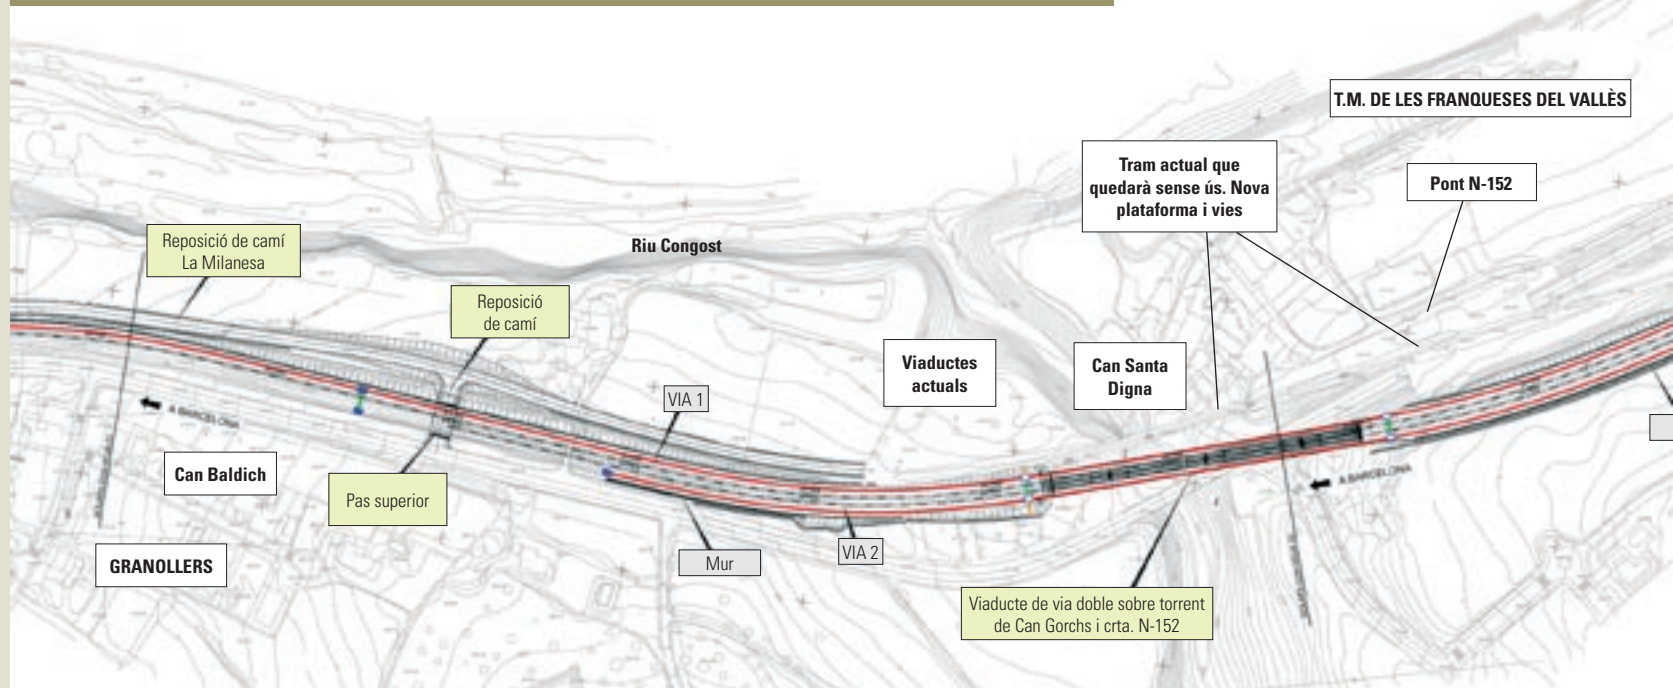 T.M. DE LES FRANQUESES DEL VALLÈS
Tram actual que
quedarà sense ús. Nova
plataforma i vies
Pont N-152
Reposició de camí
La Milanesa
Riu Congost
Reposició
de camí
Viaductes
actuals
Can Santa
Digna
VIA 1
A BARCELONA
Can Baldich
Pas superior
A BARCELONA
GRANOLLERS
Mur
VIA 2
Viaducte de via doble sobre torrent
de Can Gorchs i crta. N-152